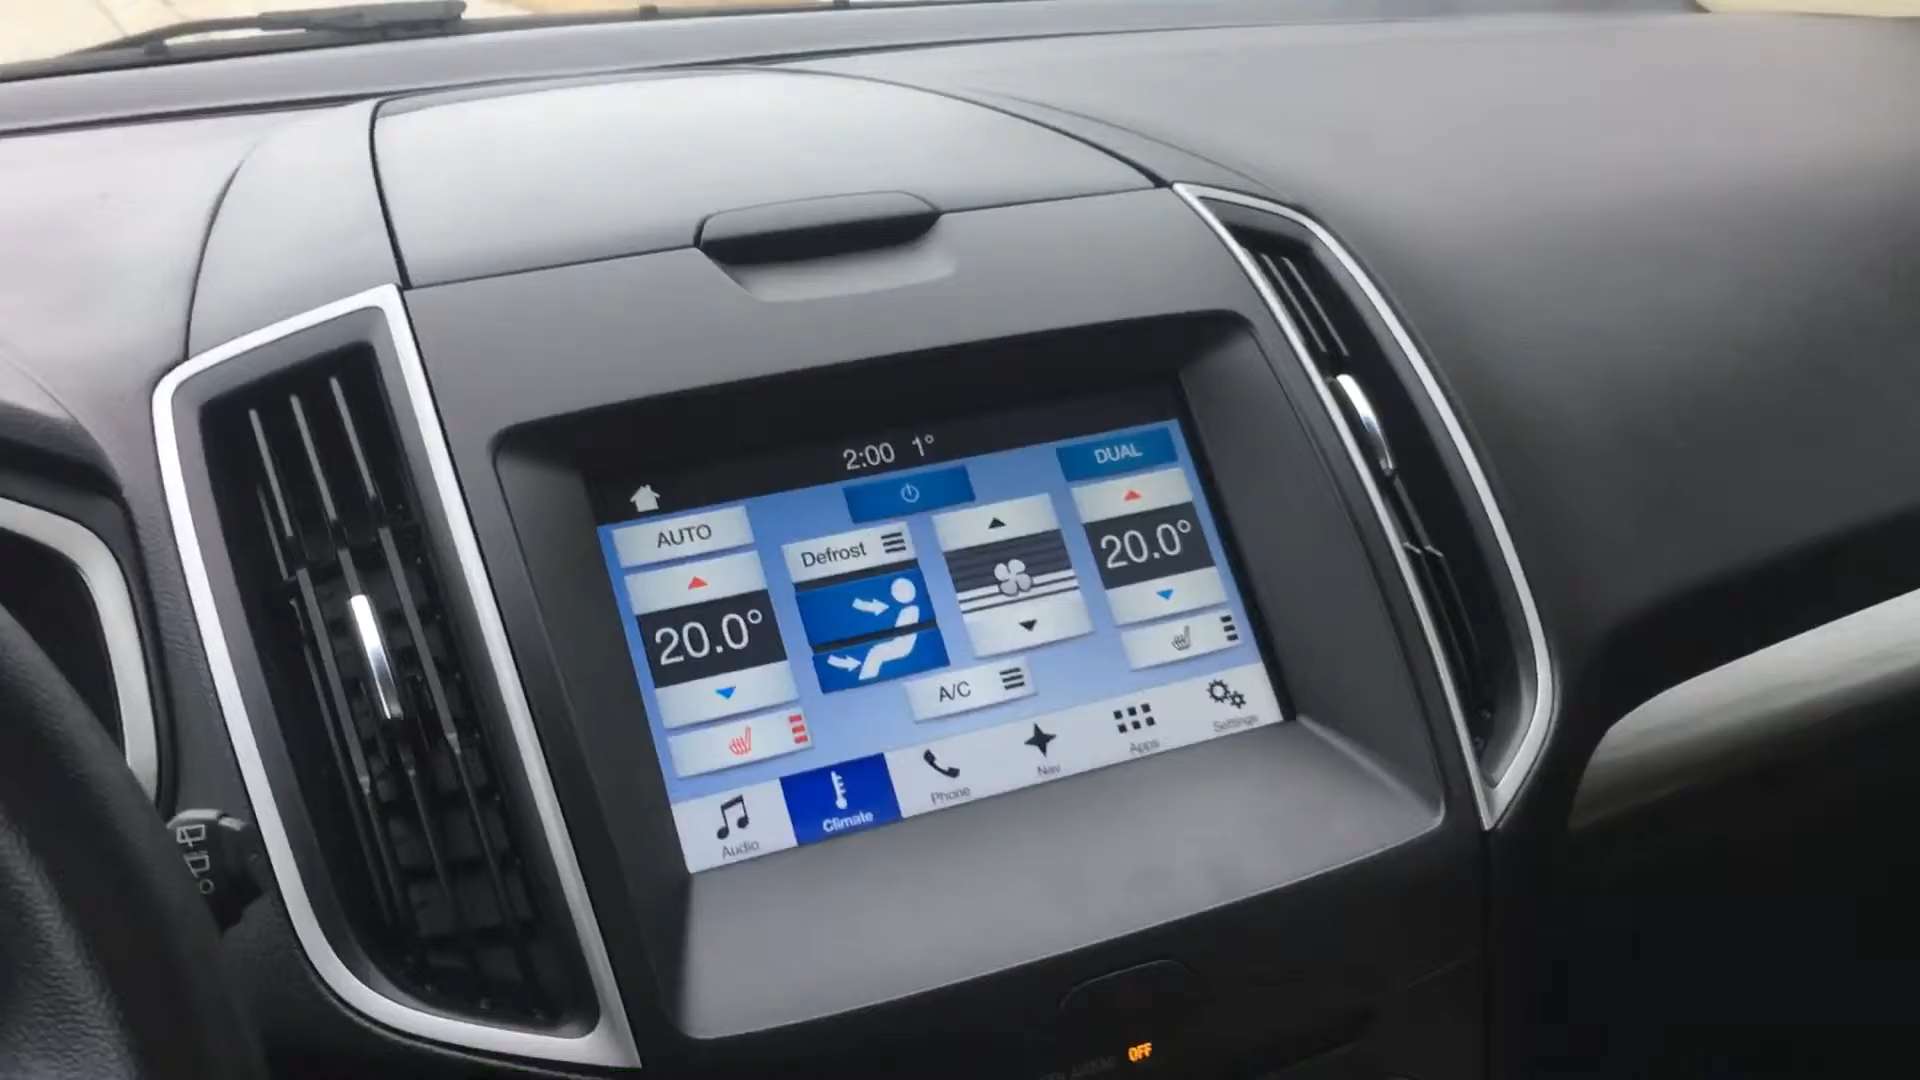 2:00 1°
DUAL
AUTO
Defrost
20.0°
20.0°
A/C
Audio
Climate
Phone
Nav
Apps
Settings
OFF